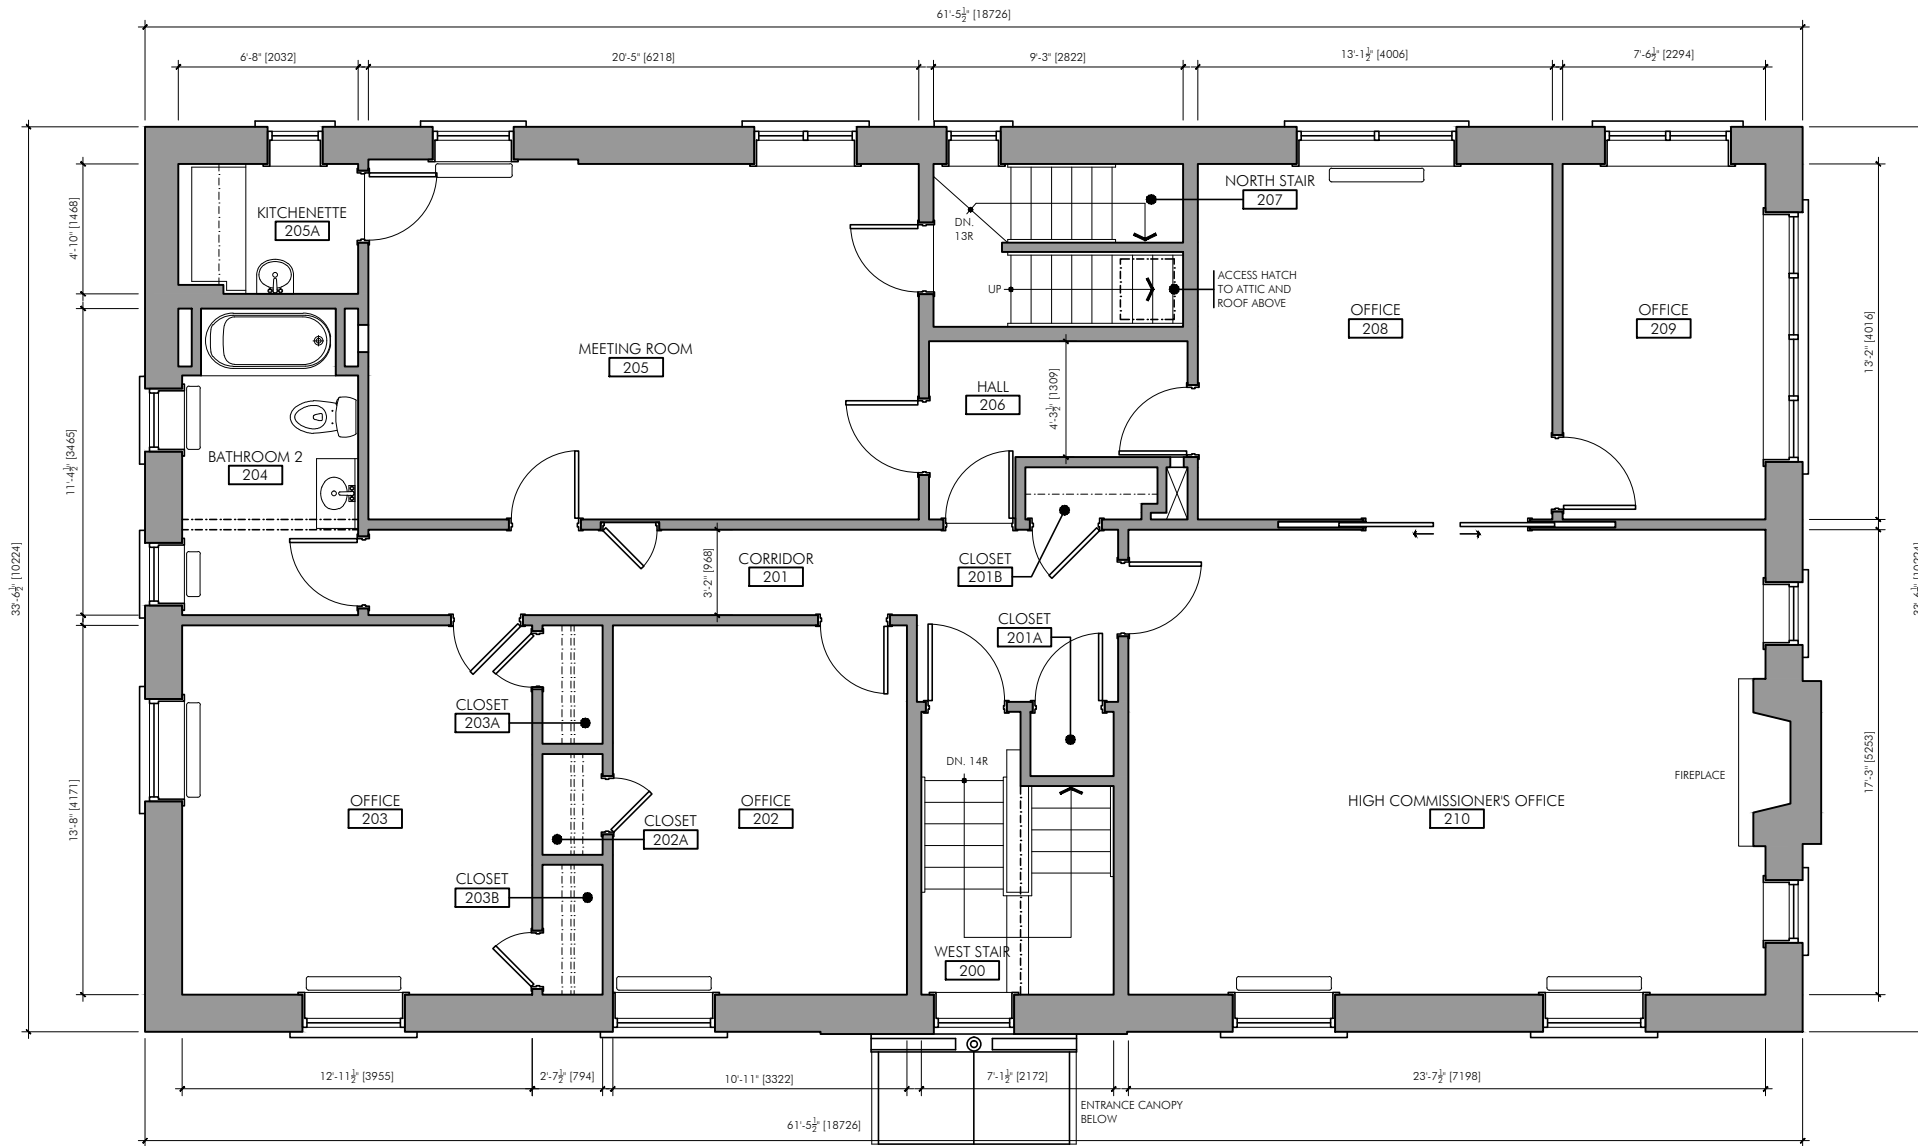 61'-5½" [18726]
6'-8" [2032]
20'-5" [6218]
9'-3" [2822]
13'-1½" [4006]
7'-6½" [2294]
4'-10" [1468]
KITCHENETTE
205A
NORTH STAIR
207
DN.
13R
UP
ACCESS HATCH
TO ATTIC AND
ROOF ABOVE
OFFICE
208
OFFICE
209
13'-2" [4016]
MEETING ROOM
205
HALL
206
4'-3½" [1309]
11'-4½" [3465]
BATHROOM 2
204
33'-6½" [10224]
33'-6½" [10224]
CORRIDOR
201
3'-2" [968]
CLOSET
201B
CLOSET
201A
CLOSET
203A
DN. 14R
FIREPLACE
17'-3" [5253]
13'-8" [4171]
OFFICE
203
OFFICE
202
CLOSET
202A
HIGH COMMISSIONER'S OFFICE
210
CLOSET
203B
WEST STAIR
200
12'-11½" [3955]
2'-7½" [794]
10'-11" [3322]
7'-1½" [2172]
23'-7½" [7198]
ENTRANCE CANOPY
BELOW
61'-5½" [18726]